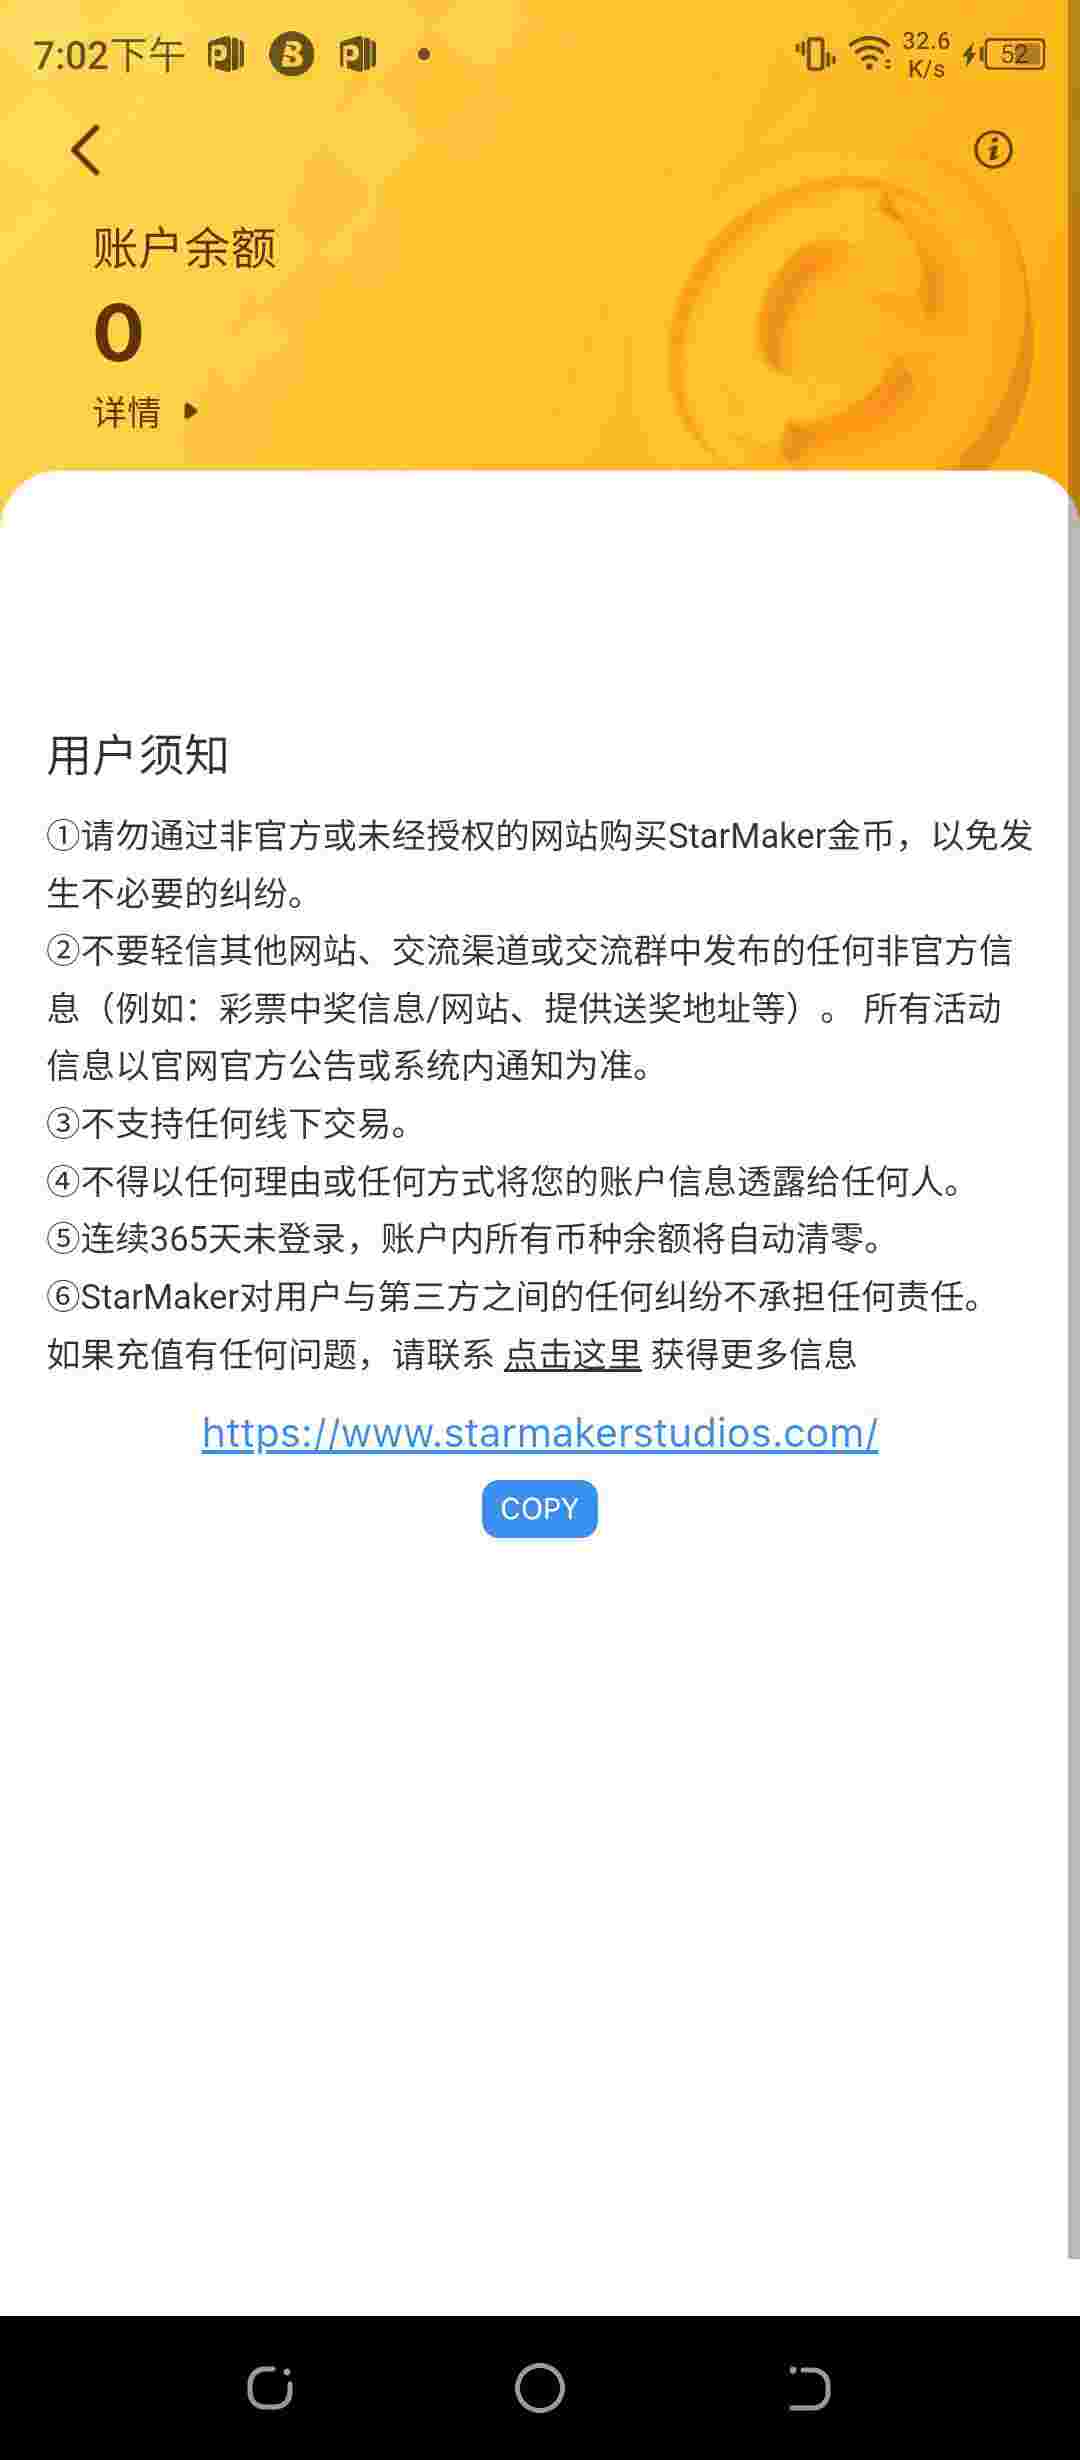 7:02下午
32.6
K/s
52
账户余额
0
详情
用户须知
①请勿通过非官方或未经授权的网站购买StarMaker金币，以免发
生不必要的纠纷。
②不要轻信其他网站、交流渠道或交流群中发布的任何非官方信
息（例如：彩票中奖信息/网站、提供送奖地址等）。 所有活动
信息以官网官方公告或系统内通知为准。
③不支持任何线下交易。
④不得以任何理由或任何方式将您的账户信息透露给任何人。
⑤连续365天未登录，账户内所有币种余额将自动清零。
⑥StarMaker对用户与第三方之间的任何纠纷不承担任何责任。
如果充值有任何问题，请联系 点击这里 获得更多信息
https://www.starmakerstudios.com/
COPY